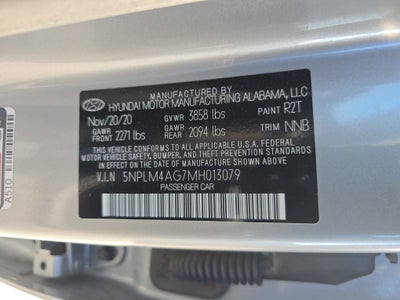 HYUNDAI MOTOR MANUFACTURING ALABAMA, LLC
Nov/20/20 GVWR 3858 lbs PAINT R2T
GAWR FRONT 2271 lbs GAWR REAR 2094 lbs TRIM NNB
THIS VEHICLE CONFORMS TO ALL APPLICABLE
U.S. FEDERAL MOTOR VEHICLE SAFETY, BUMPER, AND
THEFT PREVENTION STANDARDS IN EFFECT ON THE
DATE OF MANUFACTURE SHOWN ABOVE.
V.I.N 5NPLM4AG7MH013079
PASSENGER CAR
A510